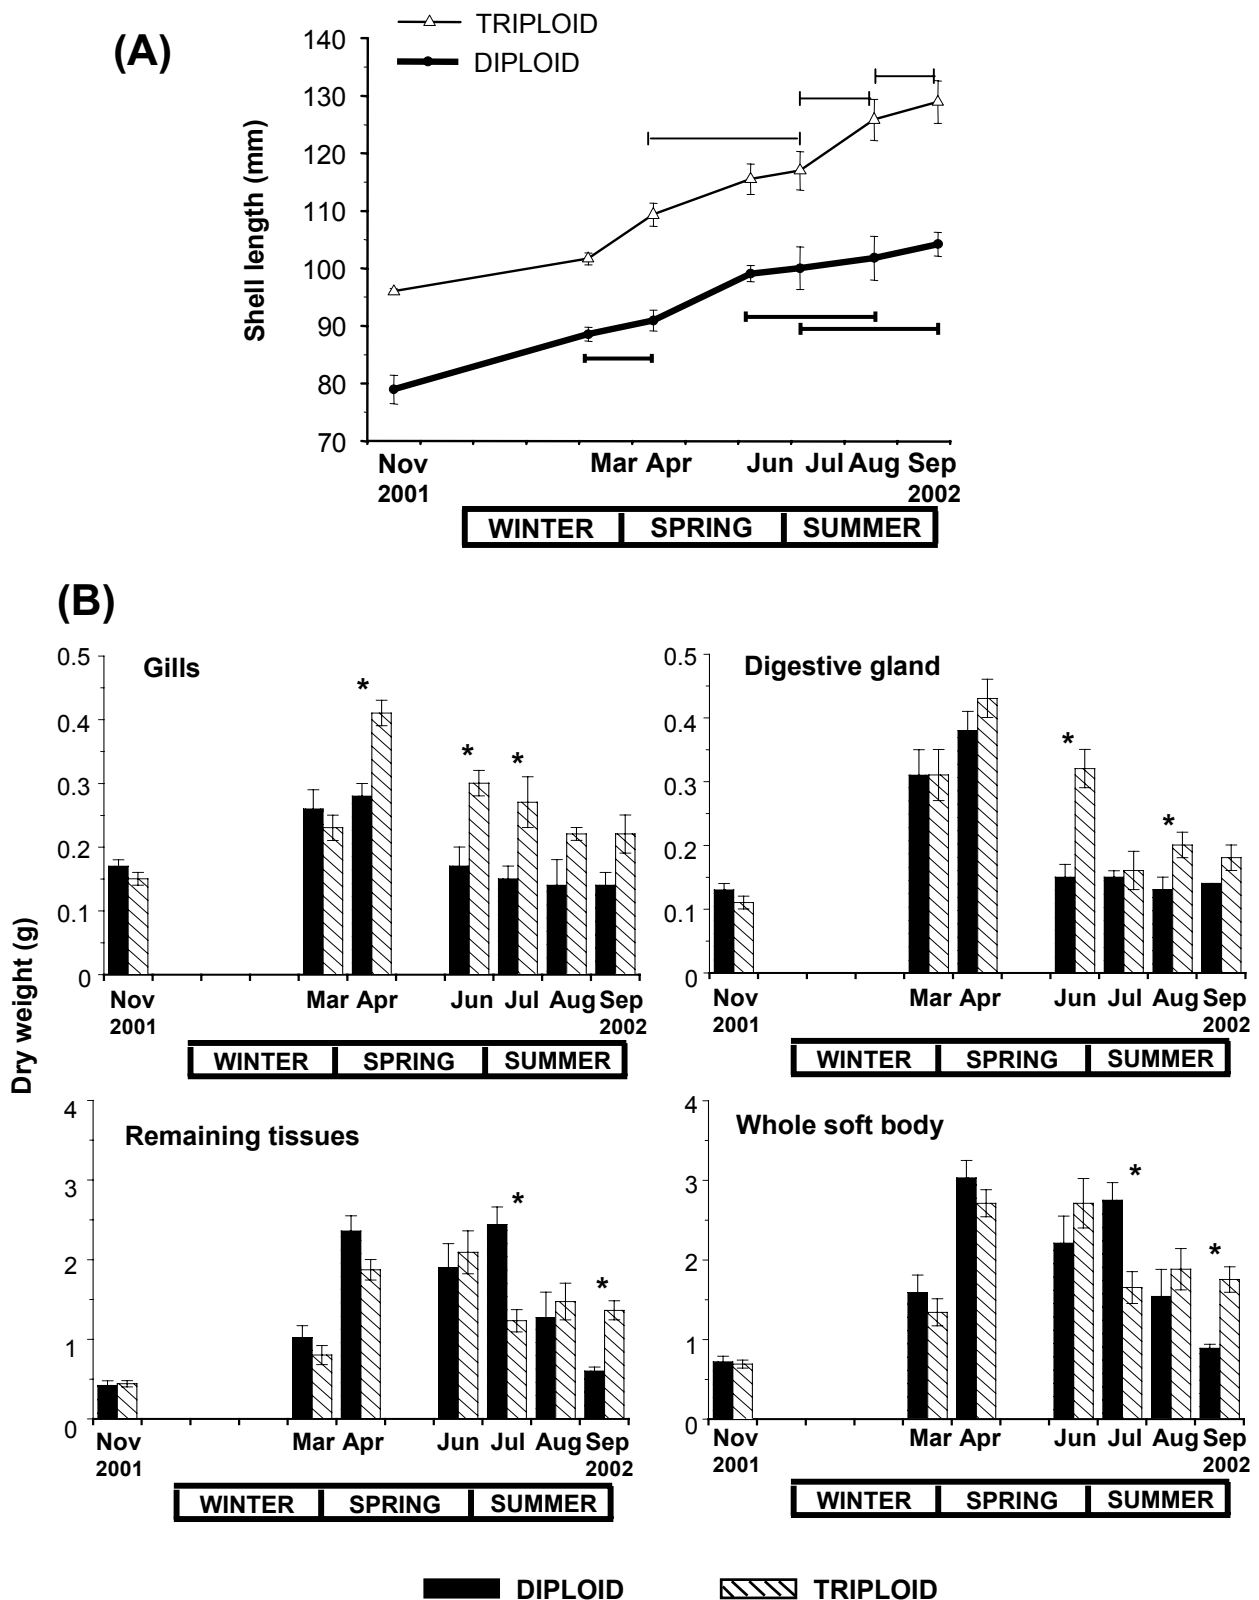 (A)
TRIPLOID
DIPLOID
Shell length (mm)
140
130
120
110
100
90
80
70
Nov Mar Apr Jun Jul Aug Sep
2001 2002
WINTER SPRING SUMMER
(B)
Dry weight (g)
Gills
0.5
0.4
0.3
0.2
0.1
0
* * *
Nov Mar Apr Jun Jul Aug Sep
2001 2002
WINTER SPRING SUMMER
Digestive gland
0.5
0.4
0.3
0.2
0.1
0
* *
Nov Mar Apr Jun Jul Aug Sep
2001 2002
WINTER SPRING SUMMER
Remaining tissues
4
3
2
1
0
* *
Nov Mar Apr Jun Jul Aug Sep
2001 2002
WINTER SPRING SUMMER
Whole soft body
4
3
2
1
0
* *
Nov Mar Apr Jun Jul Aug Sep
2001 2002
WINTER SPRING SUMMER
DIPLOID TRIPLOID